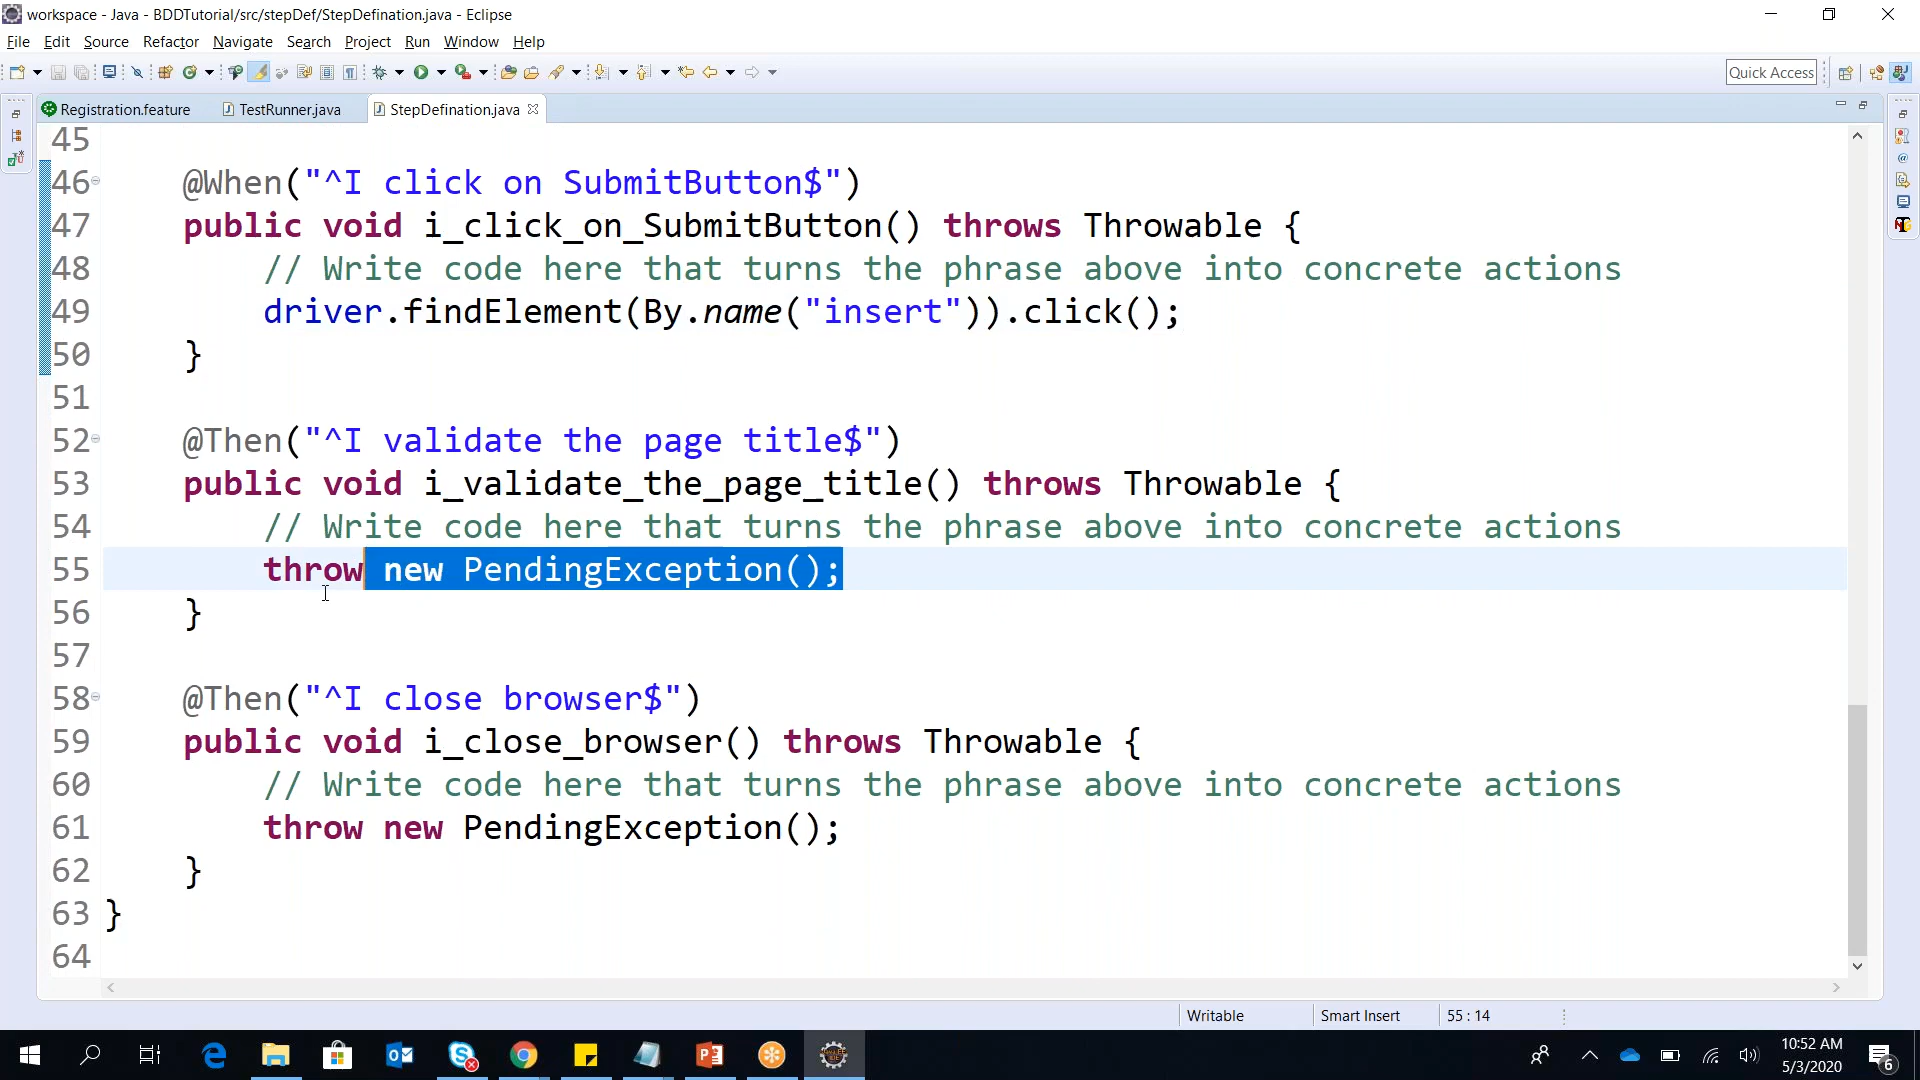 workspace - Java - BDDTutorial/src/stepDef/StepDefination.java - Eclipse
File Edit Source Refactor Navigate Search Project Run Window Help
Quick Access
Registration.feature TestRunner.java StepDefination.java
45
46 @When("^I click on SubmitButton$")
47 public void i_click_on_SubmitButton() throws Throwable {
48 // Write code here that turns the phrase above into concrete actions
49 driver.findElement(By.name("insert")).click();
50 }
51
52 @Then("^I validate the page title$")
53 public void i_validate_the_page_title() throws Throwable {
54 // Write code here that turns the phrase above into concrete actions
55 throw new PendingException();
56 }
57
58 @Then("^I close browser$")
59 public void i_close_browser() throws Throwable {
60 // Write code here that turns the phrase above into concrete actions
61 throw new PendingException();
62 }
63 }
64
Writable Smart Insert 55 : 14
10:52 AM
5/3/2020
6